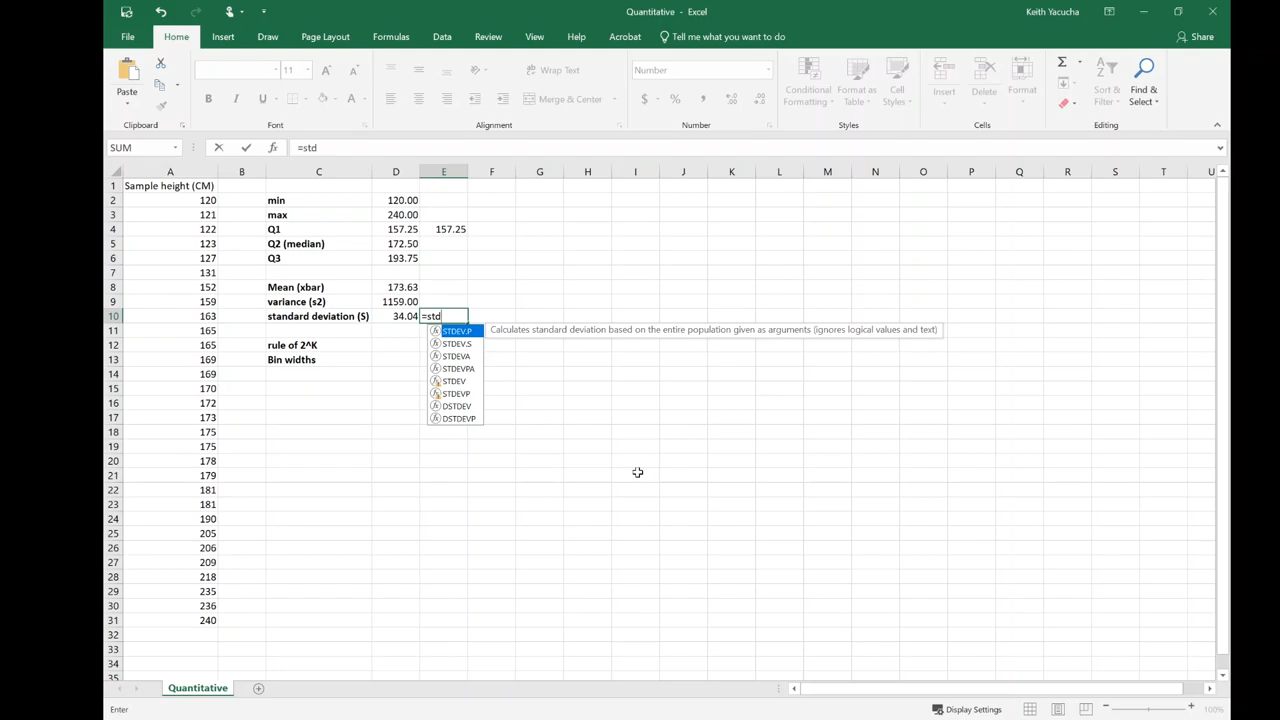 Quantitative - Excel
Keith Yacucha
File Home Insert Draw Page Layout Formulas Data Review View Help Acrobat Tell me what you want to do Share
Paste
11
B I U
A A
Wrap Text
Merge & Center
Number
$ %
Conditional Formatting
Format as Table
Cell Styles
Insert
Delete
Format
Sort & Filter
Find & Select
Clipboard Font Alignment Number Styles Cells Editing
SUM fx =std
A B C D E F G H I J K L M N O P Q R S T U
1 Sample height (CM)
2 120 min 120.00
3 121 max 240.00
4 122 Q1 157.25 157.25
5 123 Q2 (median) 172.50
6 127 Q3 193.75
7 131
8 152 Mean (xbar) 173.63
9 159 variance (s2) 1159.00
10 163 standard deviation (S) 34.04 =std
11 165 STDEV.P Calculates standard deviation based on the entire population given as arguments (ignores logical values and text)
12 165 rule of 2^K STDEV.S
13 169 Bin widths STDEVA
14 169 STDEVPA
15 170 STDEV
16 172 STDEVP
17 173 DSTDEV
18 175 DSTDEVP
19 175
20 178
21 179
22 181
23 181
24 190
25 205
26 206
27 209
28 218
29 235
30 236
31 240
32
33
34
35
Quantitative
Enter Display Settings 100%